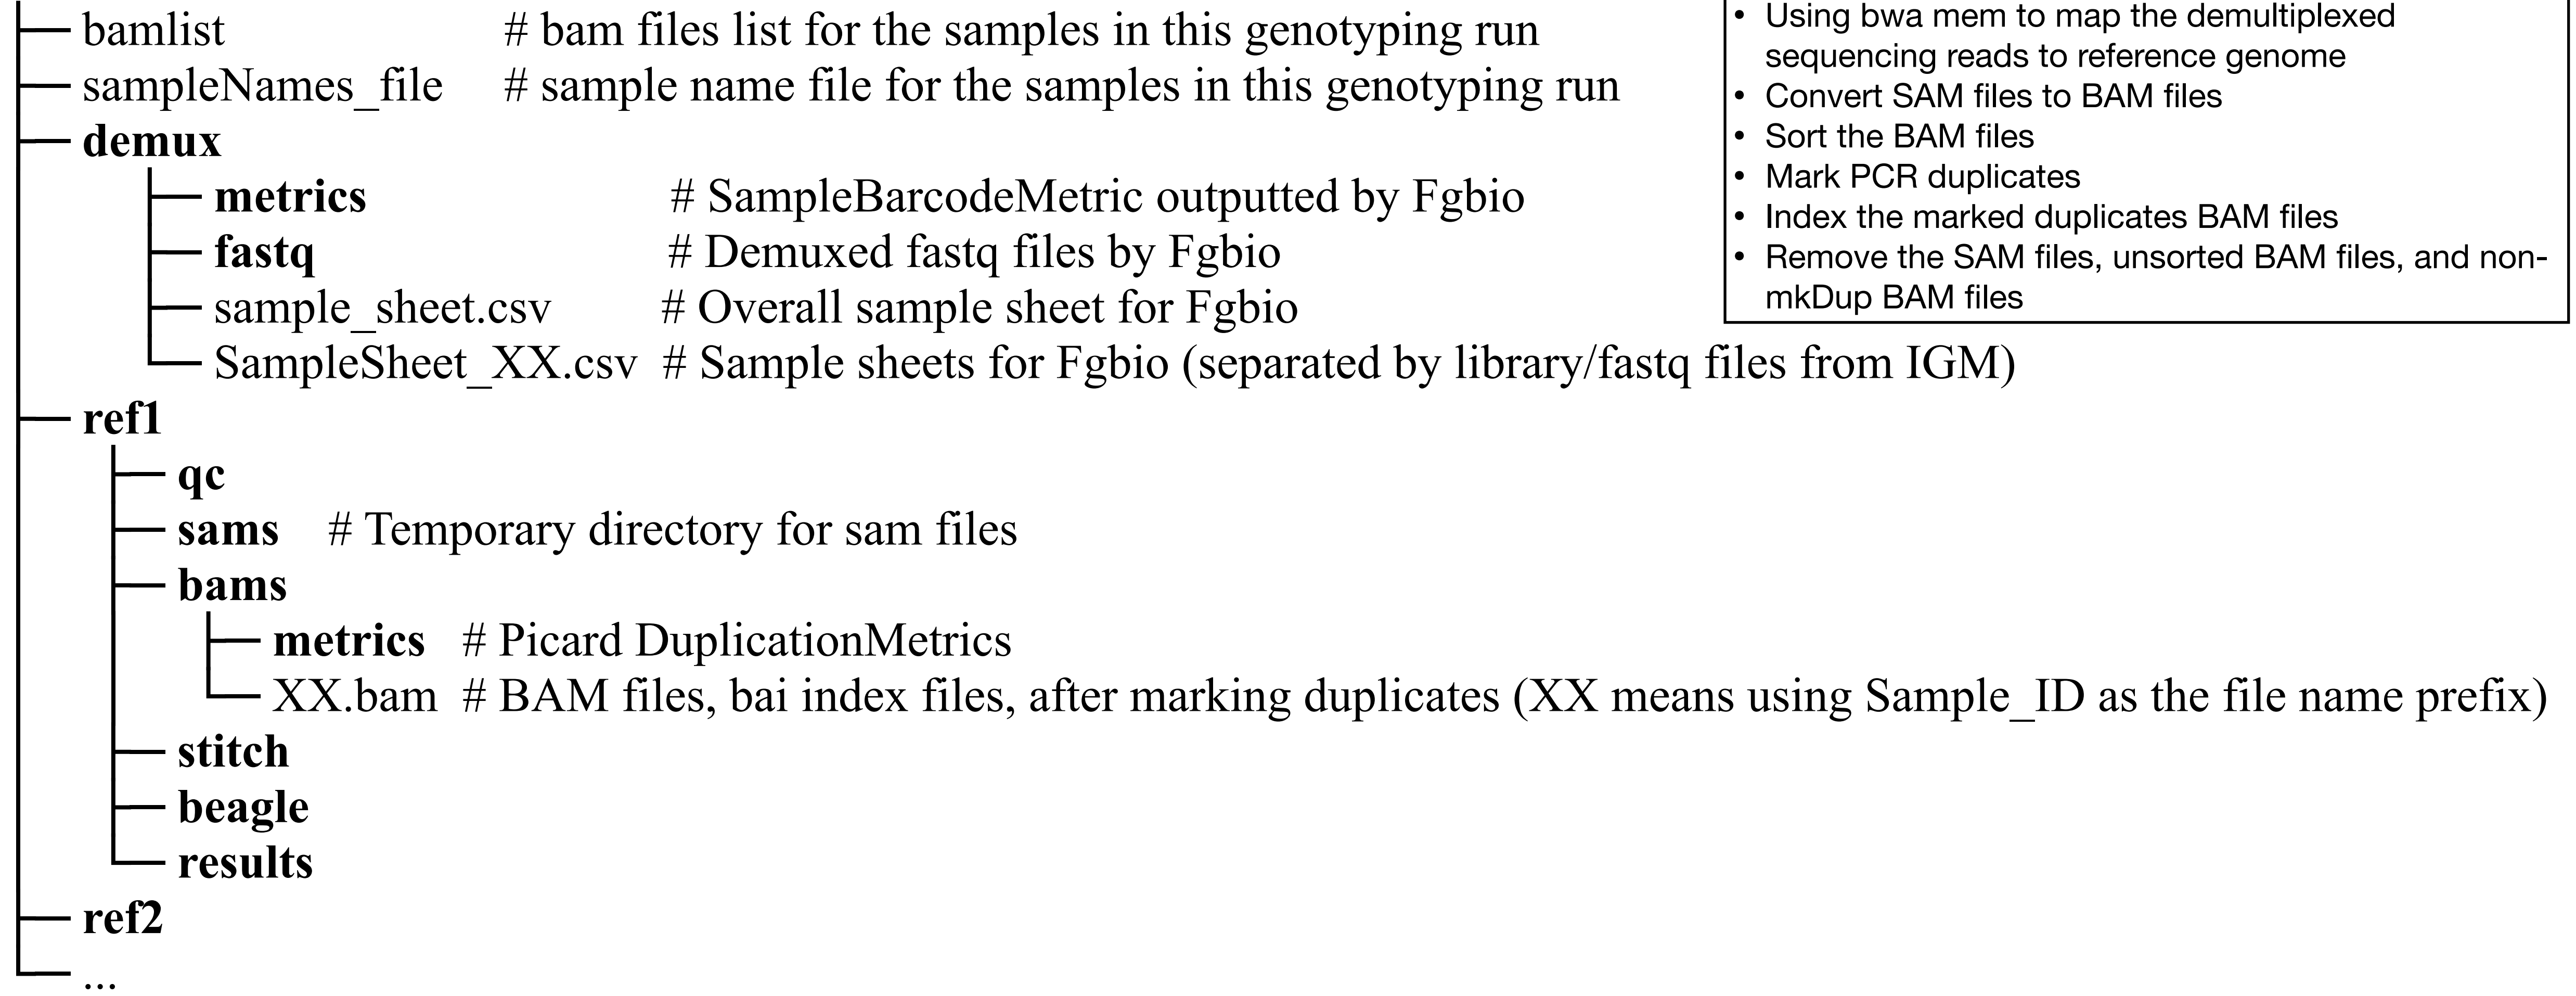 bamlist # bam files list for the samples in this genotyping run
sampleNames_file # sample name file for the samples in this genotyping run
demux
metrics # SampleBarcodeMetric outputted by Fgbio
fastq # Demuxed fastq files by Fgbio
sample_sheet.csv # Overall sample sheet for Fgbio
SampleSheet_XX.csv # Sample sheets for Fgbio (separated by library/fastq files from IGM)
ref1
qc
sams # Temporary directory for sam files
bams
metrics # Picard DuplicationMetrics
XX.bam # BAM files, bai index files, after marking duplicates (XX means using Sample_ID as the file name prefix)
stitch
beagle
results
ref2
...
• Using bwa mem to map the demultiplexed
sequencing reads to reference genome
• Convert SAM files to BAM files
• Sort the BAM files
• Mark PCR duplicates
• Index the marked duplicates BAM files
• Remove the SAM files, unsorted BAM files, and non-
mkDup BAM files